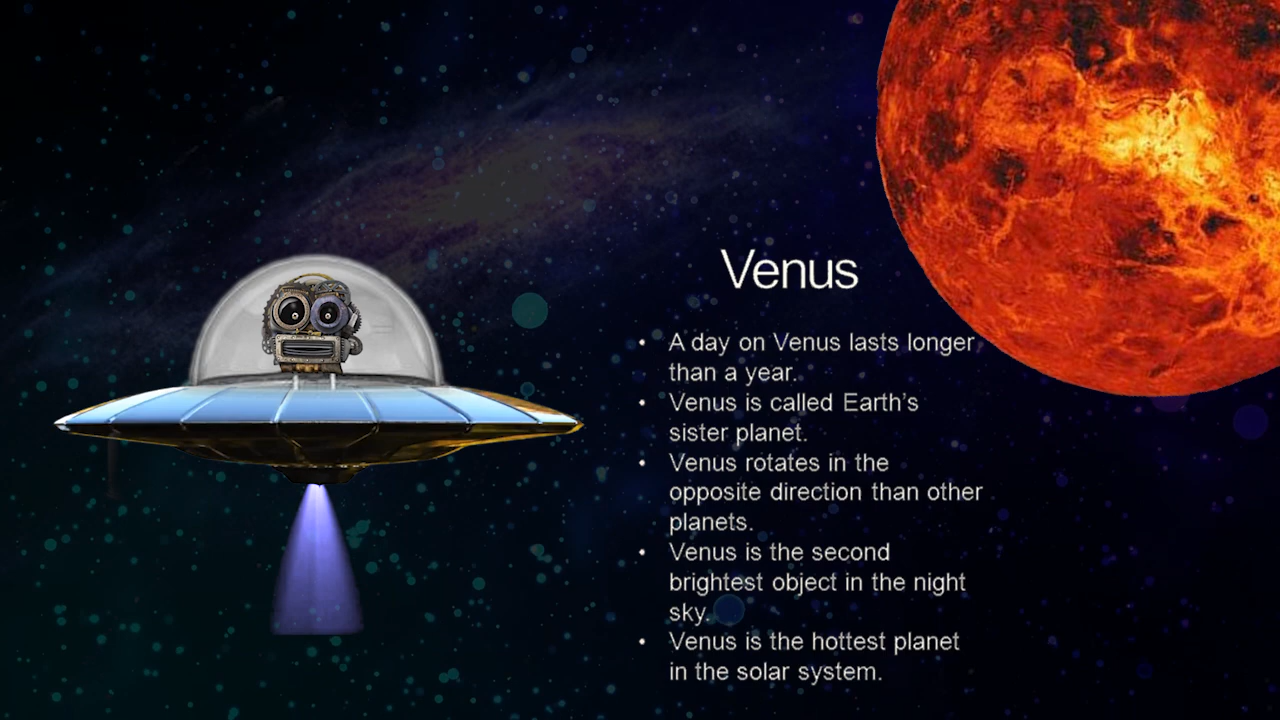 Venus
• A day on Venus lasts longer
than a year.
• Venus is called Earth’s
sister planet.
• Venus rotates in the
opposite direction than other
planets.
• Venus is the second
brightest object in the night
sky.
• Venus is the hottest planet
in the solar system.